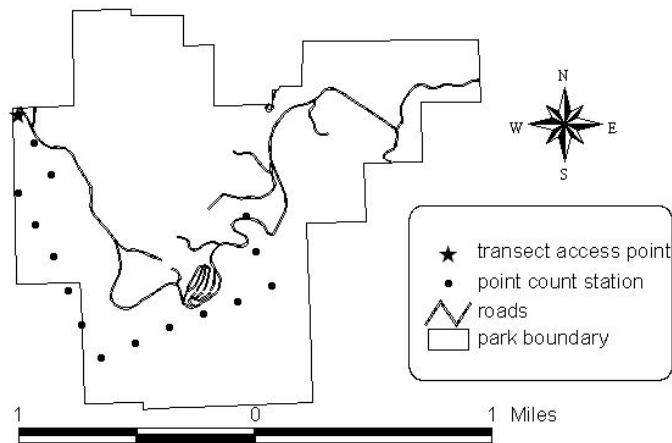 N
W E
S
transect access point
point count station
roads
park boundary
1 0 1 Miles